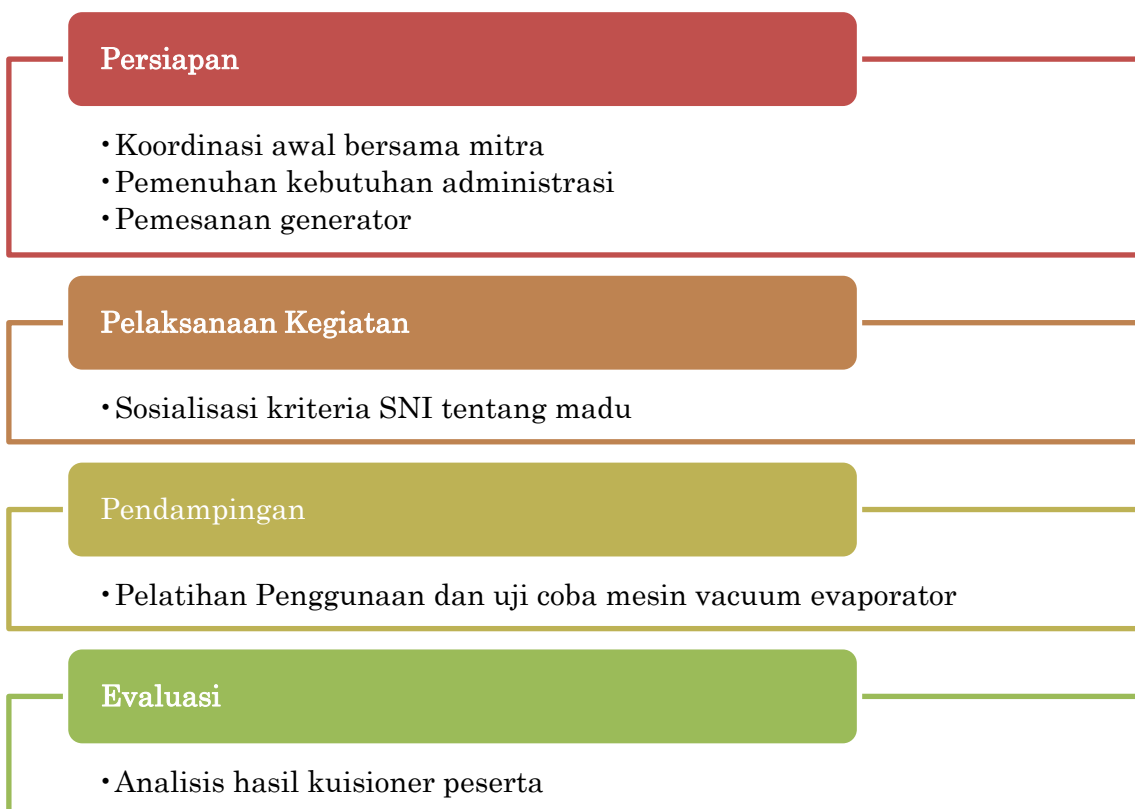 Persiapan
•Koordinasi awal bersama mitra
•Pemenuhan kebutuhan administrasi
•Pemesanan generator
Pelaksanaan Kegiatan
•Sosialisasi kriteria SNI tentang madu
Pendampingan
•Pelatihan Penggunaan dan uji coba mesin vacuum evaporator
Evaluasi
•Analisis hasil kuisioner peserta